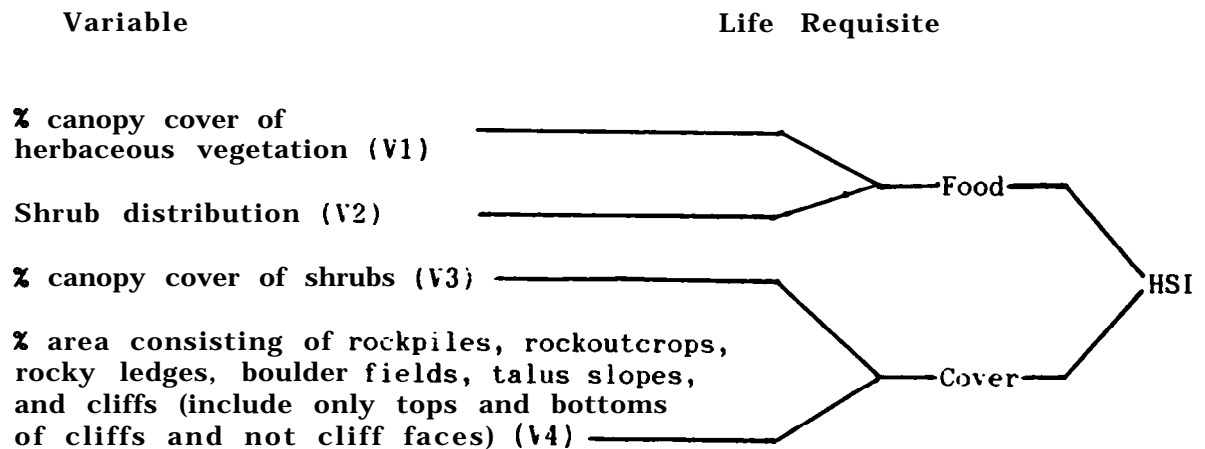 Variable Life Requisite
% canopy cover of
herbaceous vegetation (V1)
Food
Shrub distribution (V2)
% canopy cover of shrubs (V3)
HSI
% area consisting of rockpiles, rockoutcrops,
rocky ledges, boulder fields, talus slopes,
Cover
and cliffs (include only tops and bottoms
of cliffs and not cliff faces) (V4)